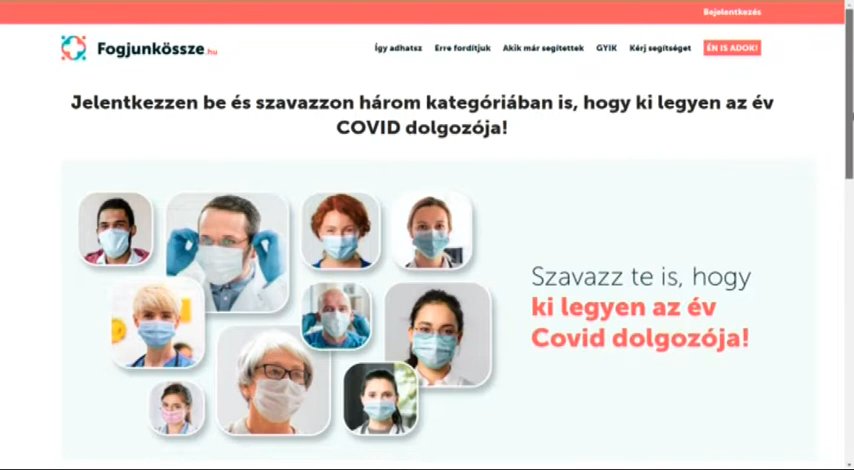 Bejelentkezés
Fogjunkössze.hu
Így adhatsz Erre fordítjuk Akik már segítettek GYIK Kérj segítséget ÉN IS ADOK!
Jelentkezzen be és szavazzon három kategóriában is, hogy ki legyen az év
COVID dolgozója!
Szavazz te is, hogy
ki legyen az év
Covid dolgozója!